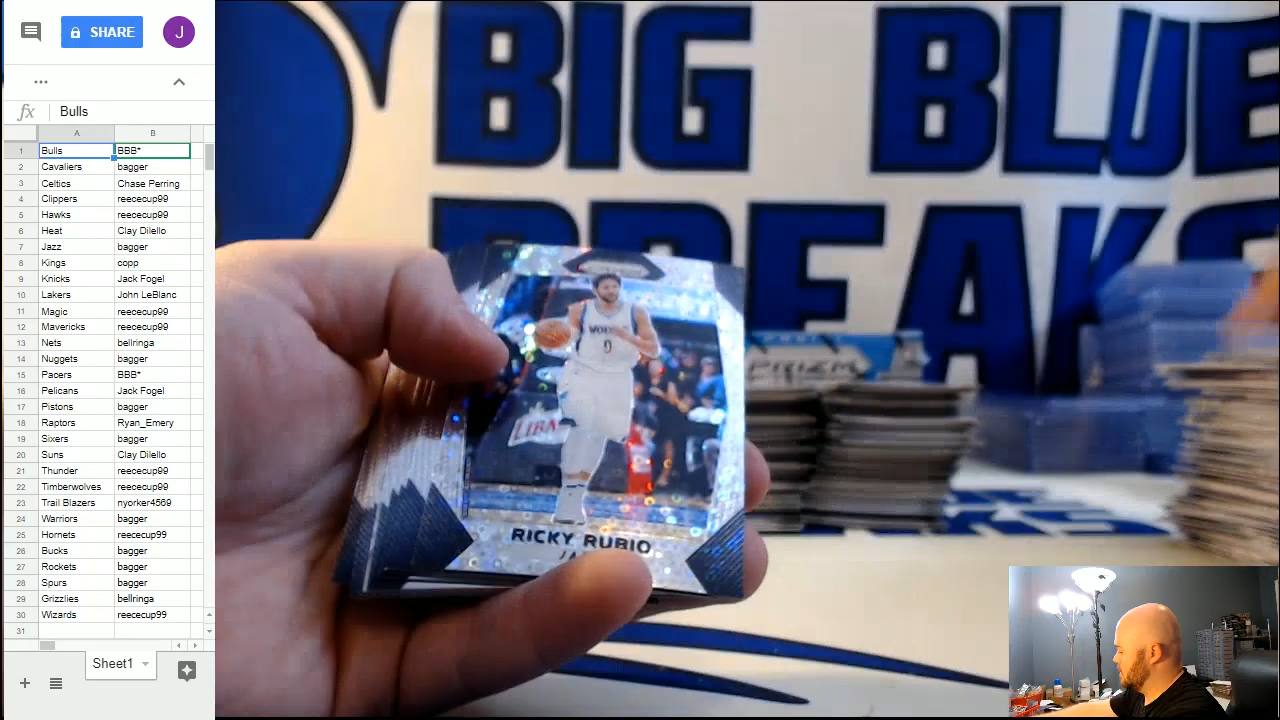 SHARE
J
...
fx Bulls
A B
1 Bulls BBB*
2 Cavaliers bagger
3 Celtics Chase Perring
4 Clippers reececup99
5 Hawks reececup99
6 Heat Clay Dilello
7 Jazz bagger
8 Kings copp
9 Knicks Jack Fogel
10 Lakers John LeBlanc
11 Magic reececup99
12 Mavericks reececup99
13 Nets bellringa
14 Nuggets bagger
15 Pacers BBB*
16 Pelicans Jack Fogel
17 Pistons bagger
18 Raptors Ryan_Emery
19 Sixers bagger
20 Suns Clay Dilello
21 Thunder reececup99
22 Timberwolves reececup99
23 Trail Blazers nyorker4569
24 Warriors bagger
25 Hornets reececup99
26 Bucks bagger
27 Rockets bagger
28 Spurs bagger
29 Grizzlies bellringa
30 Wizards reececup99
31
Sheet1
BIG BLUE
BREAKS
PRIZM
9
RICKY RUBIO